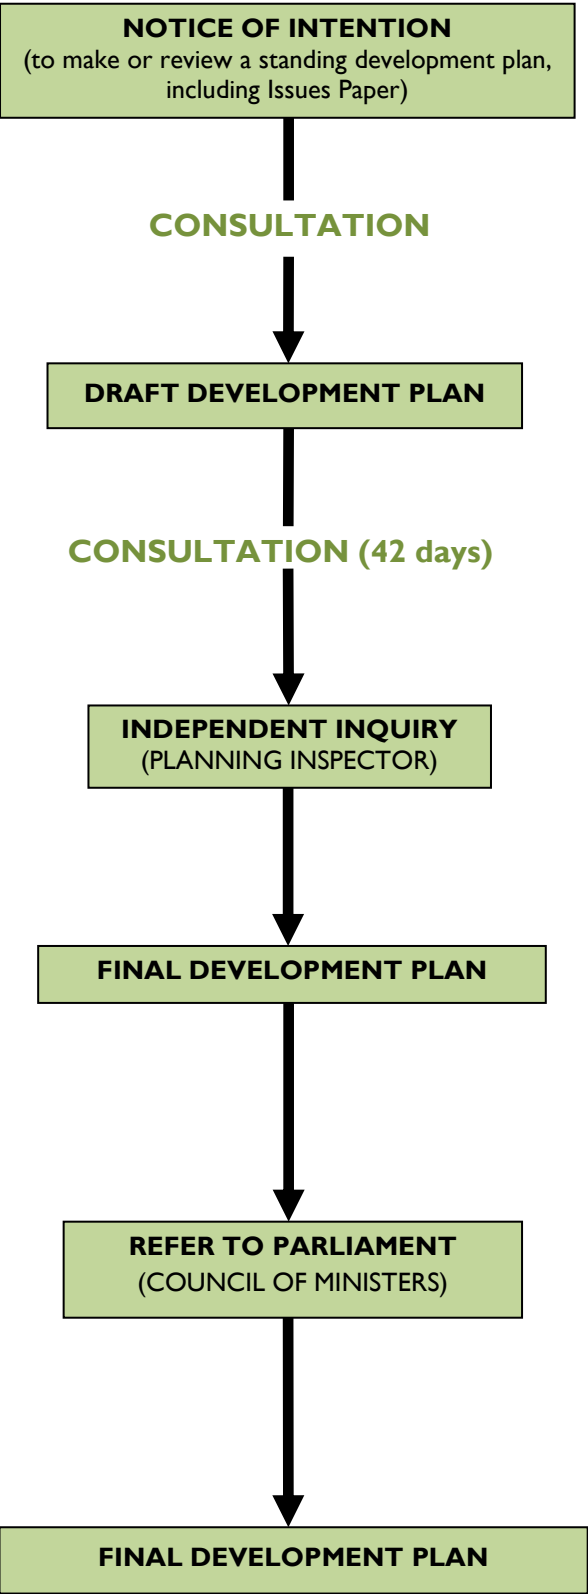 NOTICE OF INTENTION
(to make or review a standing development plan,
including Issues Paper)
CONSULTATION
DRAFT DEVELOPMENT PLAN
CONSULTATION (42 days)
INDEPENDENT INQUIRY
(PLANNING INSPECTOR)
FINAL DEVELOPMENT PLAN
REFER TO PARLIAMENT
(COUNCIL OF MINISTERS)
FINAL DEVELOPMENT PLAN